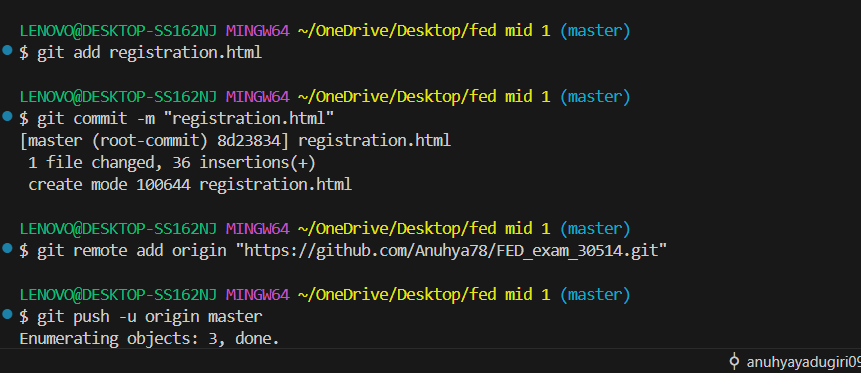 LENOVO@DESKTOP-SS162NJ MINGW64 ~/OneDrive/Desktop/fed mid 1 (master)
$ git add registration.html
LENOVO@DESKTOP-SS162NJ MINGW64 ~/OneDrive/Desktop/fed mid 1 (master)
$ git commit -m "registration.html"
[master (root-commit) 8d23834] registration.html
 1 file changed, 36 insertions(+)
 create mode 100644 registration.html
LENOVO@DESKTOP-SS162NJ MINGW64 ~/OneDrive/Desktop/fed mid 1 (master)
$ git remote add origin "https://github.com/Anuhya78/FED_exam_30514.git"
LENOVO@DESKTOP-SS162NJ MINGW64 ~/OneDrive/Desktop/fed mid 1 (master)
$ git push -u origin master
Enumerating objects: 3, done.
anuhyayadugiri09